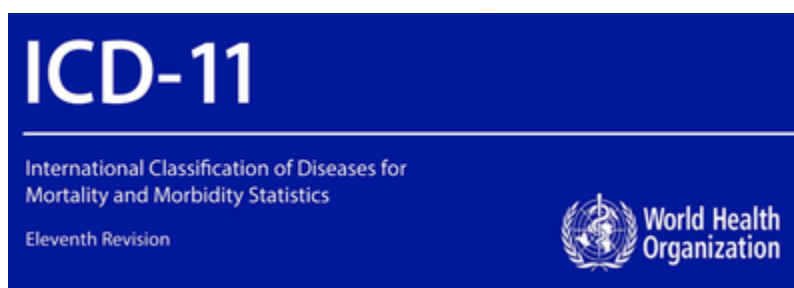 ICD-11
International Classification of Diseases for
Mortality and Morbidity Statistics
Eleventh Revision
World Health
Organization